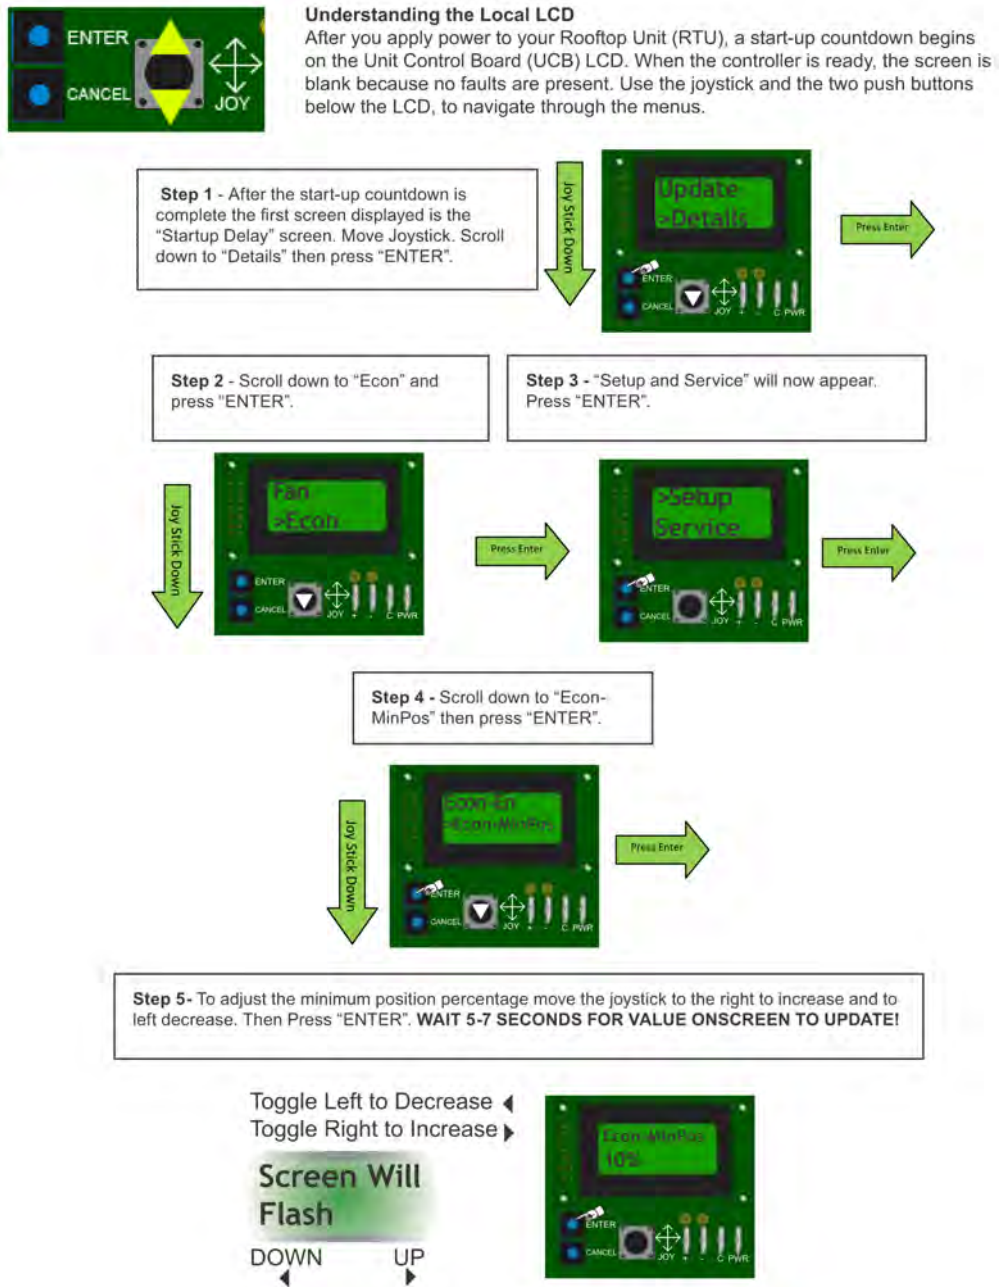 Understanding the Local LCD
After you apply power to your Rooftop Unit (RTU), a start-up countdown begins
on the Unit Control Board (UCB) LCD. When the controller is ready, the screen is
blank because no faults are present. Use the joystick and the two push buttons
below the LCD, to navigate through the menus.
ENTER
CANCEL
JOY
Step 1 - After the start-up countdown is
complete the first screen displayed is the
“Startup Delay” screen. Move Joystick. Scroll
down to “Details” then press “ENTER”.
Joy Stick Down
Update
>Details
ENTER
CANCEL
JOY + - C PWR
Press Enter
Step 2 - Scroll down to “Econ” and
press “ENTER”.
Step 3 - “Setup and Service” will now appear.
Press “ENTER”.
Joy Stick Down
Fan
>Econ
ENTER
CANCEL
JOY + - C PWR
Press Enter
>Setup
Service
ENTER
CANCEL
JOY + - C PWR
Press Enter
Step 4 - Scroll down to “Econ-
MinPos” then press “ENTER”.
Joy Stick Down
Econ-En
>Econ-MinPos
ENTER
CANCEL
JOY + - C PWR
Press Enter
Step 5- To adjust the minimum position percentage move the joystick to the right to increase and to
left decrease. Then Press “ENTER”. WAIT 5-7 SECONDS FOR VALUE ONSCREEN TO UPDATE!
Toggle Left to Decrease
Toggle Right to Increase
Screen Will
Flash
DOWN UP
Econ-MinPos
10%
ENTER
CANCEL
JOY + - C PWR